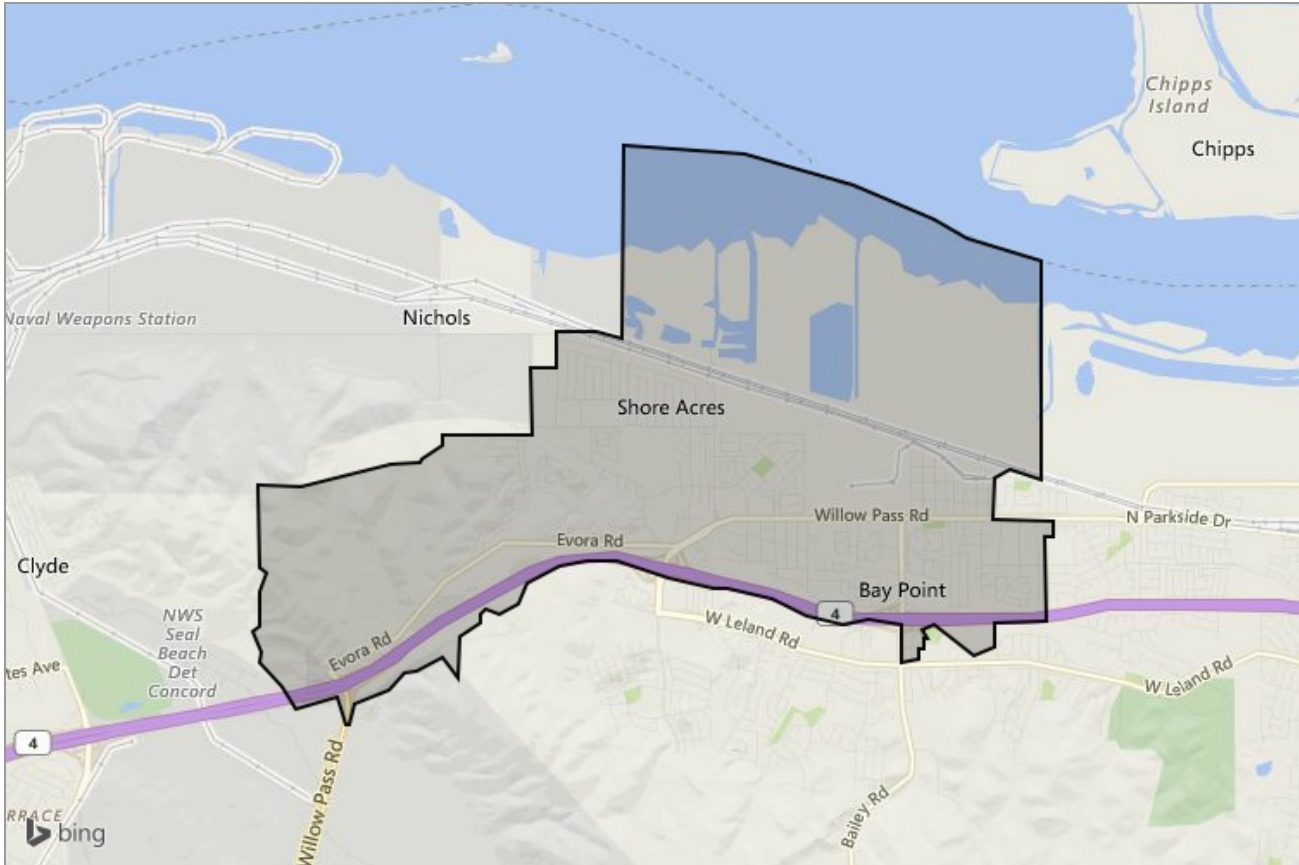 Chipps
Island
Chipps
Naval Weapons Station
Nichols
Shore Acres
Willow Pass Rd
N Parkside Dr
Evora Rd
Clyde
Bay Point
4
NWS
Seal
Beach
Det
Concord
W Leland Rd
Evora Rd
tes Ave
W Leland Rd
4
Willow Pass Rd
Bailey Rd
RRACE
bing